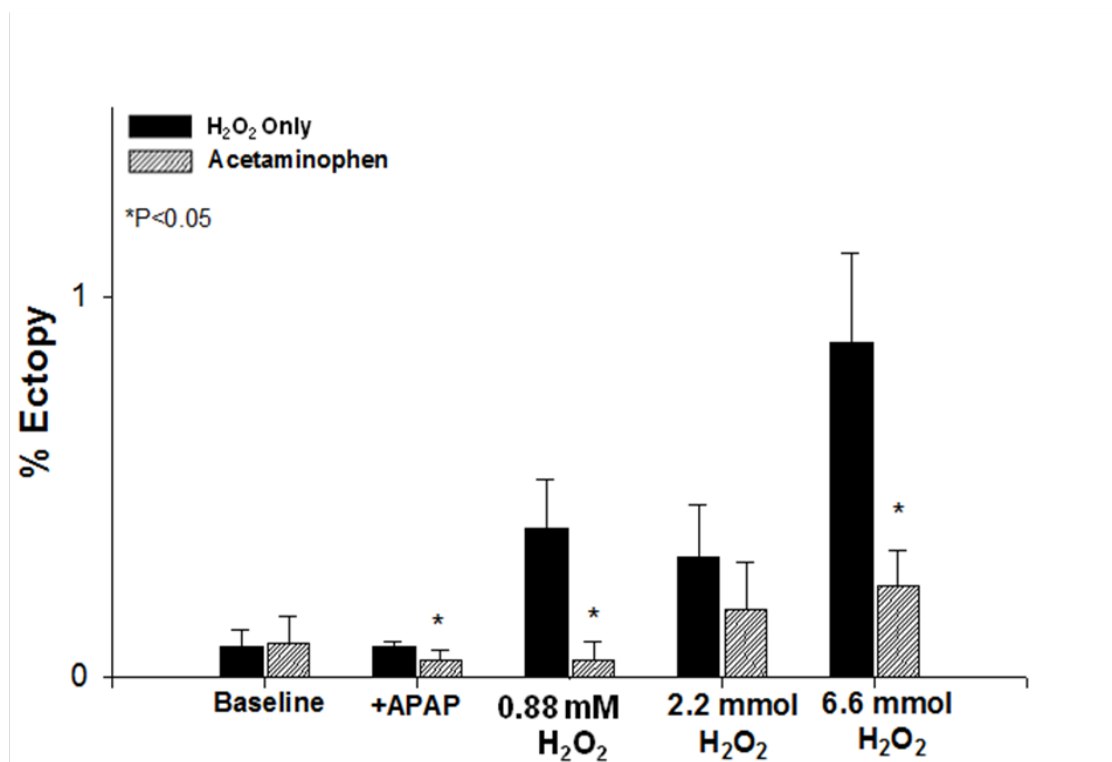 H₂O₂ Only
Acetaminophen
*P<0.05
1
% Ectopy
*
*
*
0
Baseline
+APAP
0.88 mM
H₂O₂
2.2 mmol
H₂O₂
6.6 mmol
H₂O₂